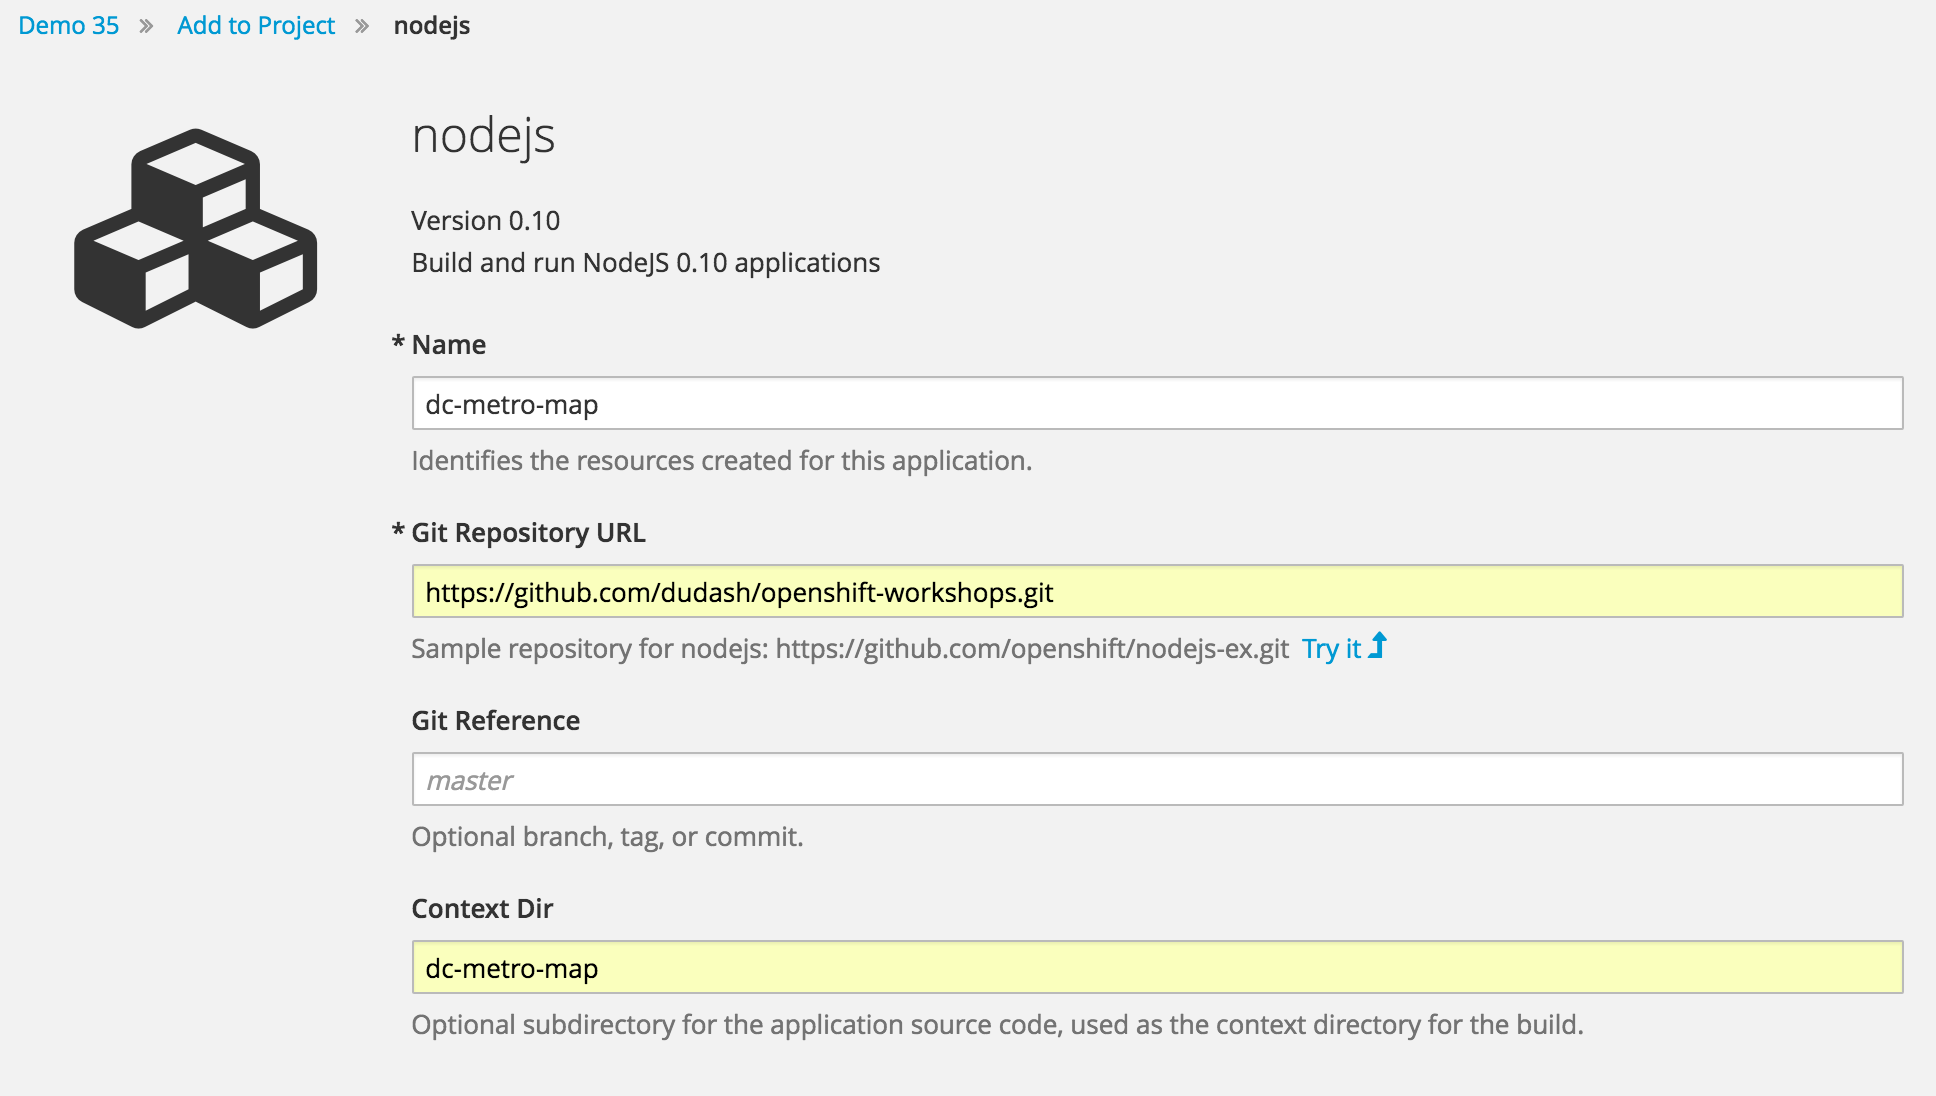 Demo 35 » Add to Project » nodejs
nodejs
Version 0.10
Build and run NodeJS 0.10 applications
* Name
dc-metro-map
Identifies the resources created for this application.
* Git Repository URL
https://github.com/dudash/openshift-workshops.git
Sample repository for nodejs: https://github.com/openshift/nodejs-ex.git Try it
Git Reference
master
Optional branch, tag, or commit.
Context Dir
dc-metro-map
Optional subdirectory for the application source code, used as the context directory for the build.